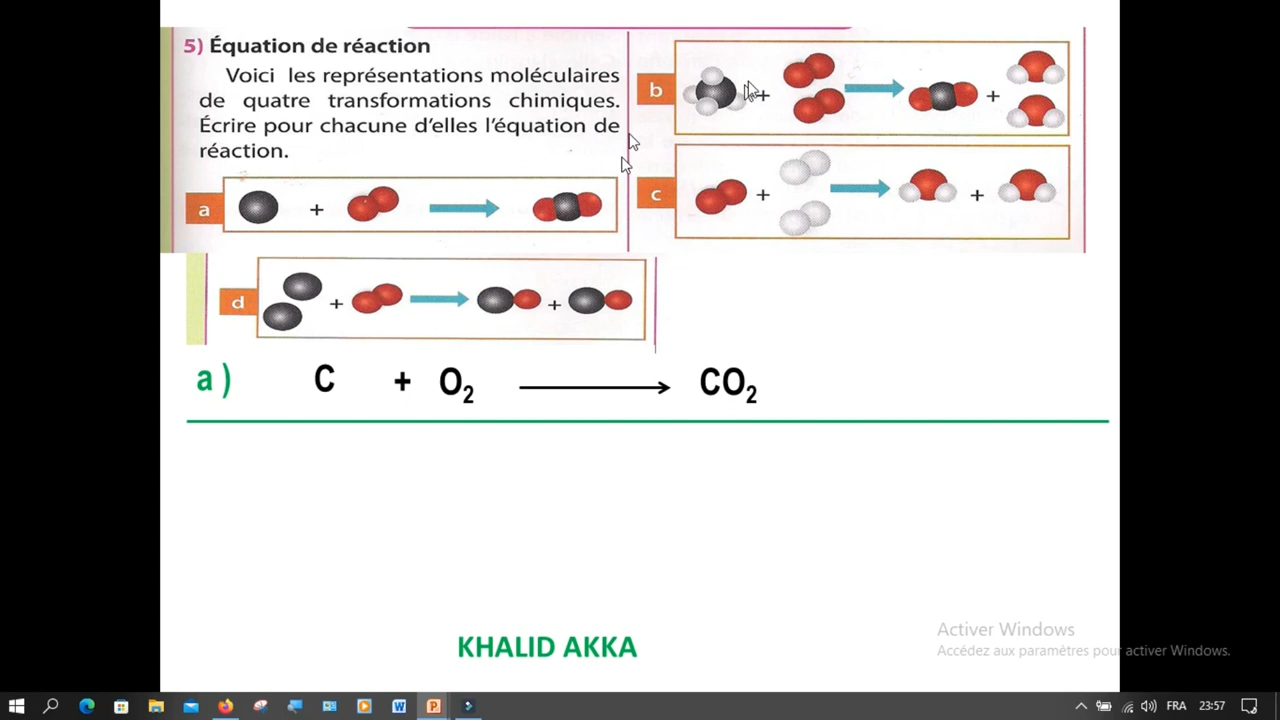 5) Équation de réaction
Voici les représentations moléculaires
de quatre transformations chimiques.
Écrire pour chacune d'elles l'équation de
réaction.
a
+
b
+
+
c
+
+
d
+
+
a ) C + O₂ ⟶ CO₂
KHALID AKKA
Activer Windows
Accédez aux paramètres pour activer Windows.
FRA 23:57